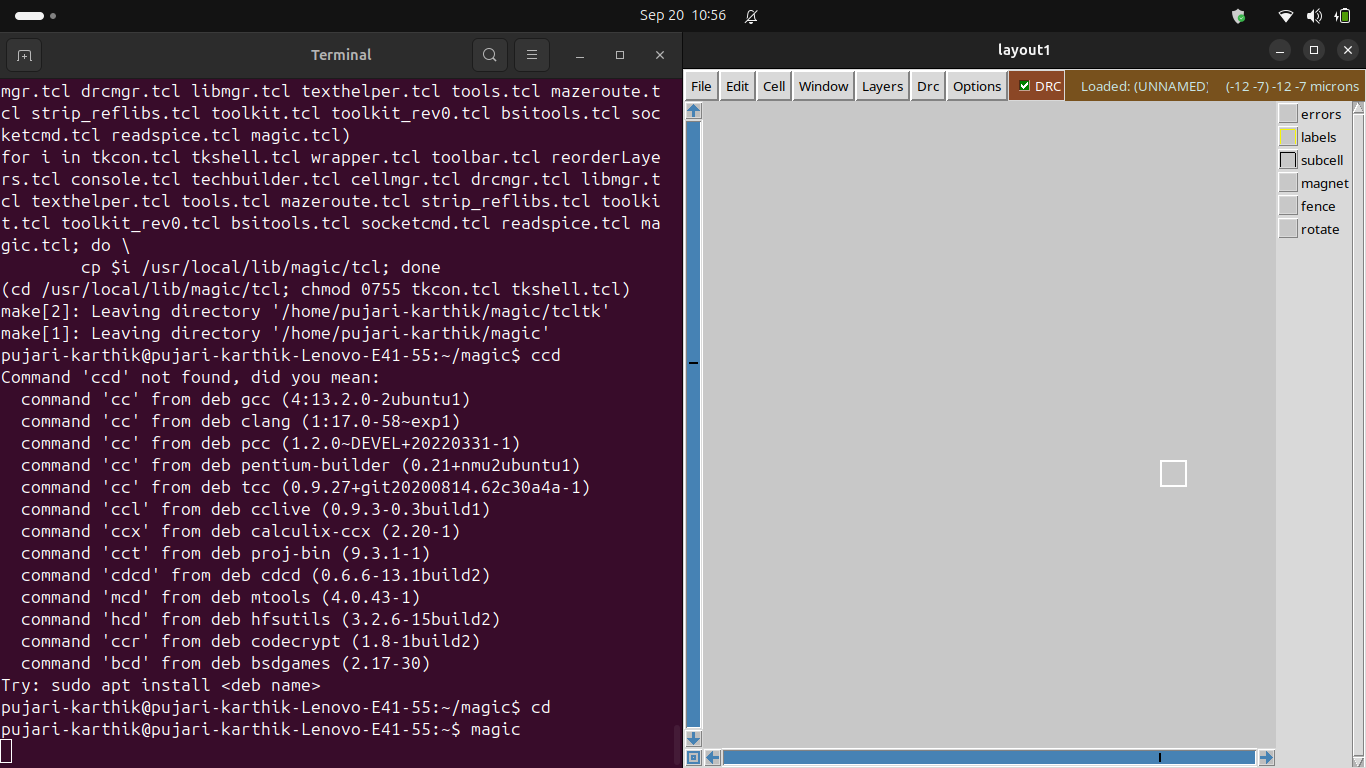 Sep 20 10:56
Terminal
mgr.tcl drcmgr.tcl libmgr.tcl texthelper.tcl tools.tcl mazeroute.t
cl strip_reflibs.tcl toolkit.tcl toolkit_rev0.tcl bsitools.tcl soc
ketcmd.tcl readspice.tcl magic.tcl)
for i in tkcon.tcl tkshell.tcl wrapper.tcl toolbar.tcl reorderLaye
rs.tcl console.tcl techbuilder.tcl cellmgr.tcl drcmgr.tcl libmgr.t
cl texthelper.tcl tools.tcl mazeroute.tcl strip_reflibs.tcl toolki
t.tcl toolkit_rev0.tcl bsitools.tcl socketcmd.tcl readspice.tcl ma
gic.tcl; do \
cp $i /usr/local/lib/magic/tcl; done
(cd /usr/local/lib/magic/tcl; chmod 0755 tkcon.tcl tkshell.tcl)
make[2]: Leaving directory '/home/pujari-karthik/magic/tcltk'
make[1]: Leaving directory '/home/pujari-karthik/magic'
pujari-karthik@pujari-karthik-Lenovo-E41-55:~/magic$ ccd
Command 'ccd' not found, did you mean:
command 'cc' from deb gcc (4:13.2.0-2ubuntu1)
command 'cc' from deb clang (1:17.0-58~exp1)
command 'cc' from deb pcc (1.2.0~DEVEL+20220331-1)
command 'cc' from deb pentium-builder (0.21+nmu2ubuntu1)
command 'cc' from deb tcc (0.9.27+git20200814.62c30a4a-1)
command 'ccl' from deb cclive (0.9.3-0.3build1)
command 'ccx' from deb calculix-ccx (2.20-1)
command 'cct' from deb proj-bin (9.3.1-1)
command 'cdcd' from deb cdcd (0.6.6-13.1build2)
command 'mcd' from deb mtools (4.0.43-1)
command 'hcd' from deb hfsutils (3.2.6-15build2)
command 'ccr' from deb codecrypt (1.8-1build2)
command 'bcd' from deb bsdgames (2.17-30)
Try: sudo apt install <deb name>
pujari-karthik@pujari-karthik-Lenovo-E41-55:~/magic$ cd
pujari-karthik@pujari-karthik-Lenovo-E41-55:~$ magic
layout1
File Edit Cell Window Layers Drc Options DRC Loaded: (UNNAMED) (-12 -7) -12 -7 microns
errors
labels
subcell
magnet
fence
rotate